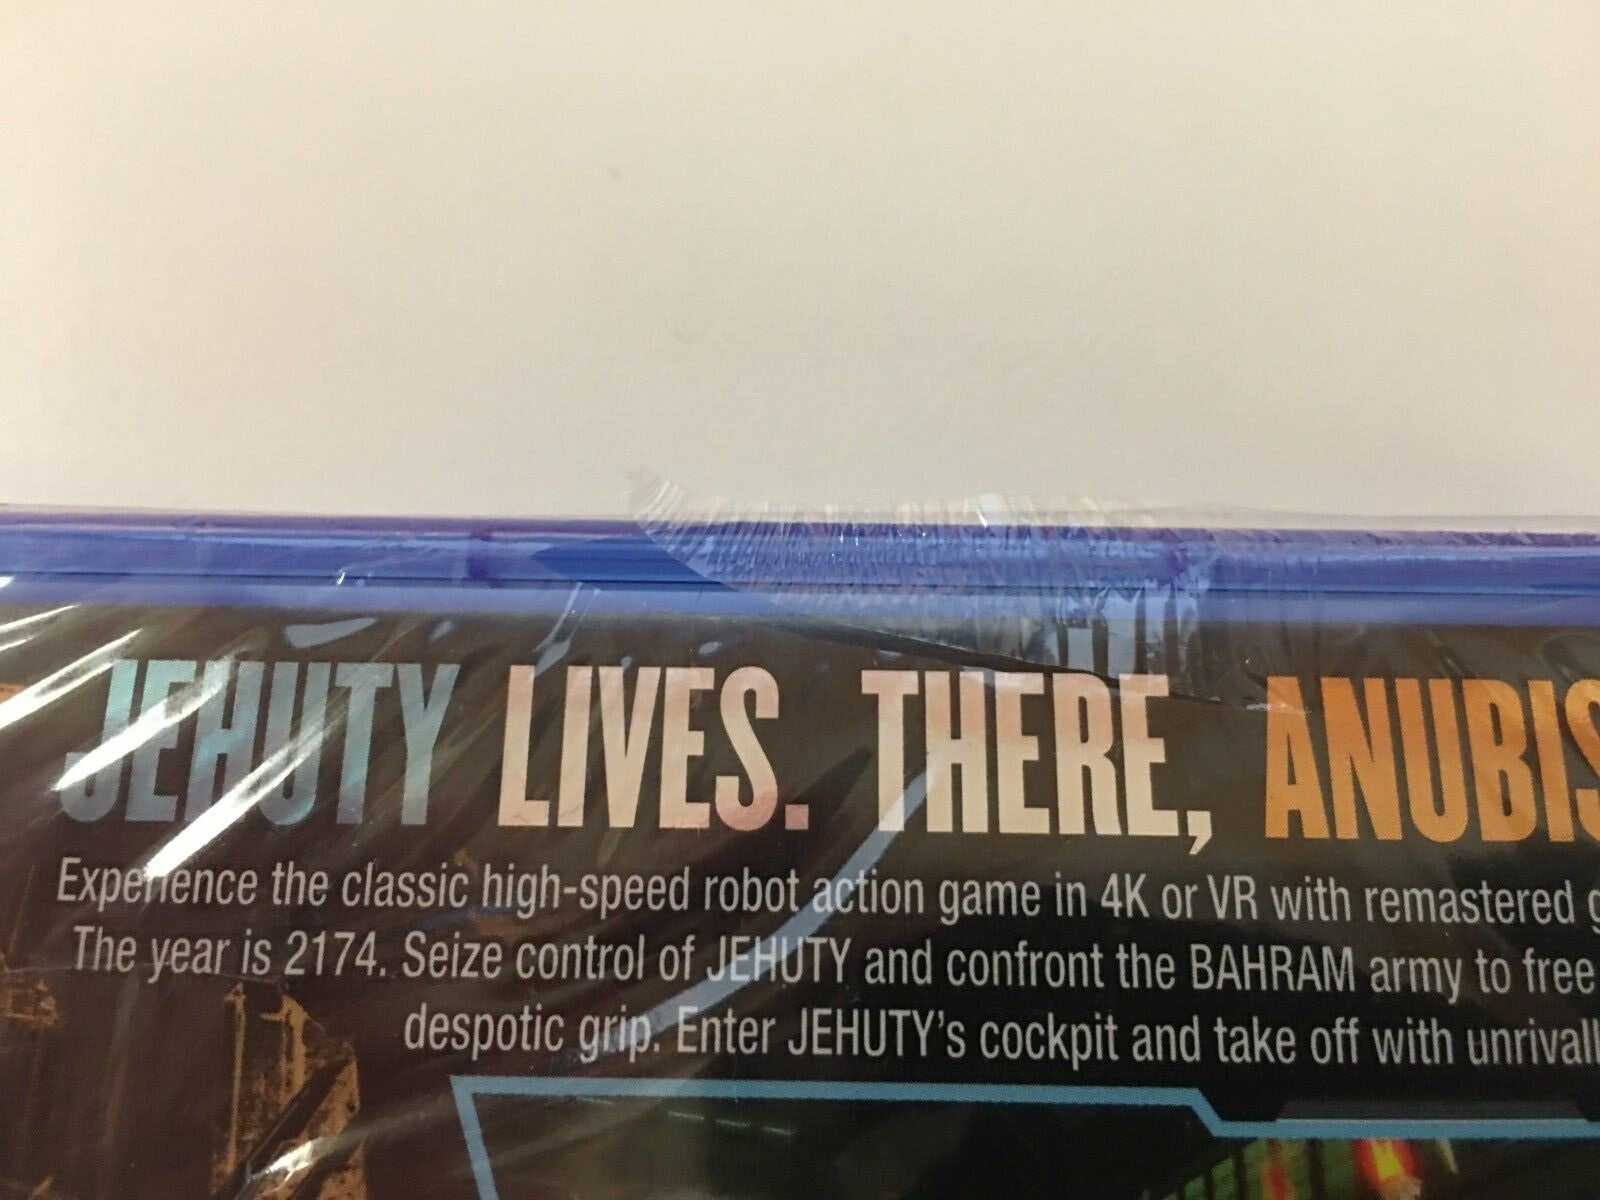 JEHUTY LIVES. THERE, ANUBIS
Experience the classic high-speed robot action game in 4K or VR with remastered
The year is 2174. Seize control of JEHUTY and confront the BAHRAM army to free
despotic grip. Enter JEHUTY's cockpit and take off with